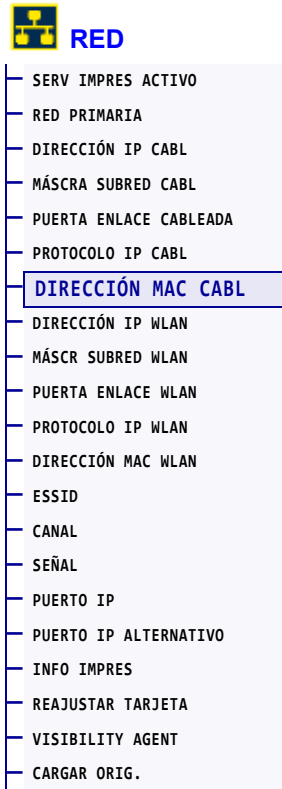 RED
SERV IMPRES ACTIVO
RED PRIMARIA
DIRECCIÓN IP CABL
MÁSCRA SUBRED CABL
PUERTA ENLACE CABLEADA
PROTOCOLO IP CABL
DIRECCIÓN MAC CABL
DIRECCIÓN IP WLAN
MÁSCR SUBRED WLAN
PUERTA ENLACE WLAN
PROTOCOLO IP WLAN
DIRECCIÓN MAC WLAN
ESSID
CANAL
SEÑAL
PUERTO IP
PUERTO IP ALTERNATIVO
INFO IMPRES
REAJUSTAR TARJETA
VISIBILITY AGENT
CARGAR ORIG.